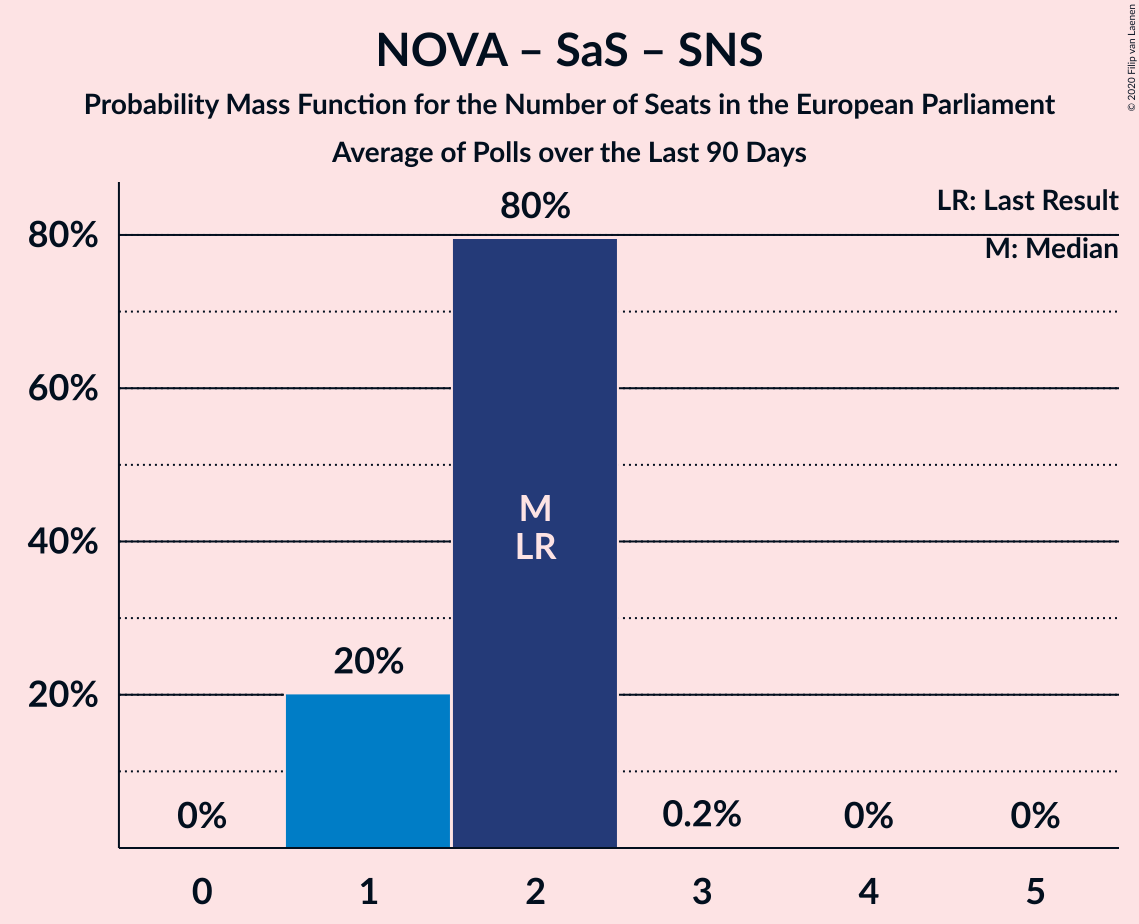 NOVA – SaS – SNS
Probability Mass Function for the Number of Seats in the European Parliament
Average of Polls over the Last 90 Days
© 2020 Filip van Laenen
LR: Last Result
M: Median
80%
60%
40%
20%
0%
20%
80%
M
LR
0.2%
0%
0%
0 1 2 3 4 5